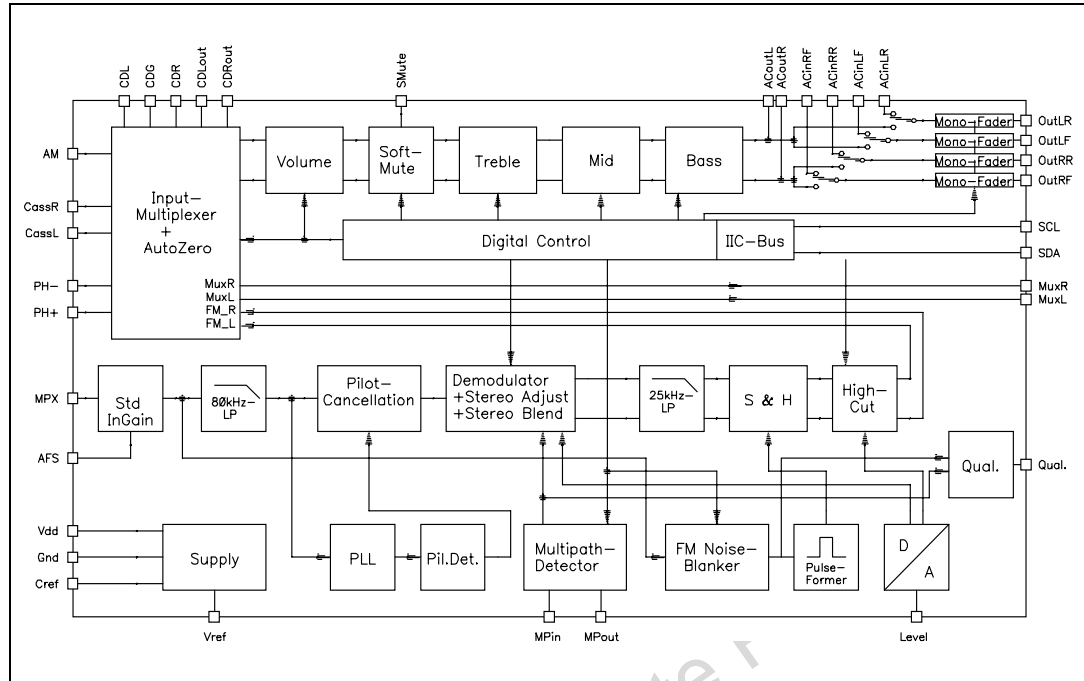 CDL
CDG
CDR
CDLout
CDRout
SMute
ACoutL
ACoutR
ACinRF
ACinRR
ACinLF
ACinLR
AM
CassR
CassL
PH-
PH+
Input-
Multiplexer
+
AutoZero
MuxR
MuxL
FM_R
FM_L
Volume
Soft-
Mute
Treble
Mid
Bass
Mono-Fader
Mono-Fader
Mono-Fader
Mono-Fader
OutLR
OutLF
OutRR
OutRF
Digital Control
IIC-Bus
SCL
SDA
MuxR
MuxL
MPX
AFS
Std
InGain
80kHz-
LP
Pilot-
Cancellation
Demodulator
+Stereo Adjust
+Stereo Blend
25kHz-
LP
S & H
High-
Cut
Qual.
Qual.
Vdd
Gnd
Cref
Supply
PLL
Pil.Det.
Multipath-
Detector
FM Noise-
Blanker
Pulse-
Former
D
A
Vref
MPin
MPout
Level